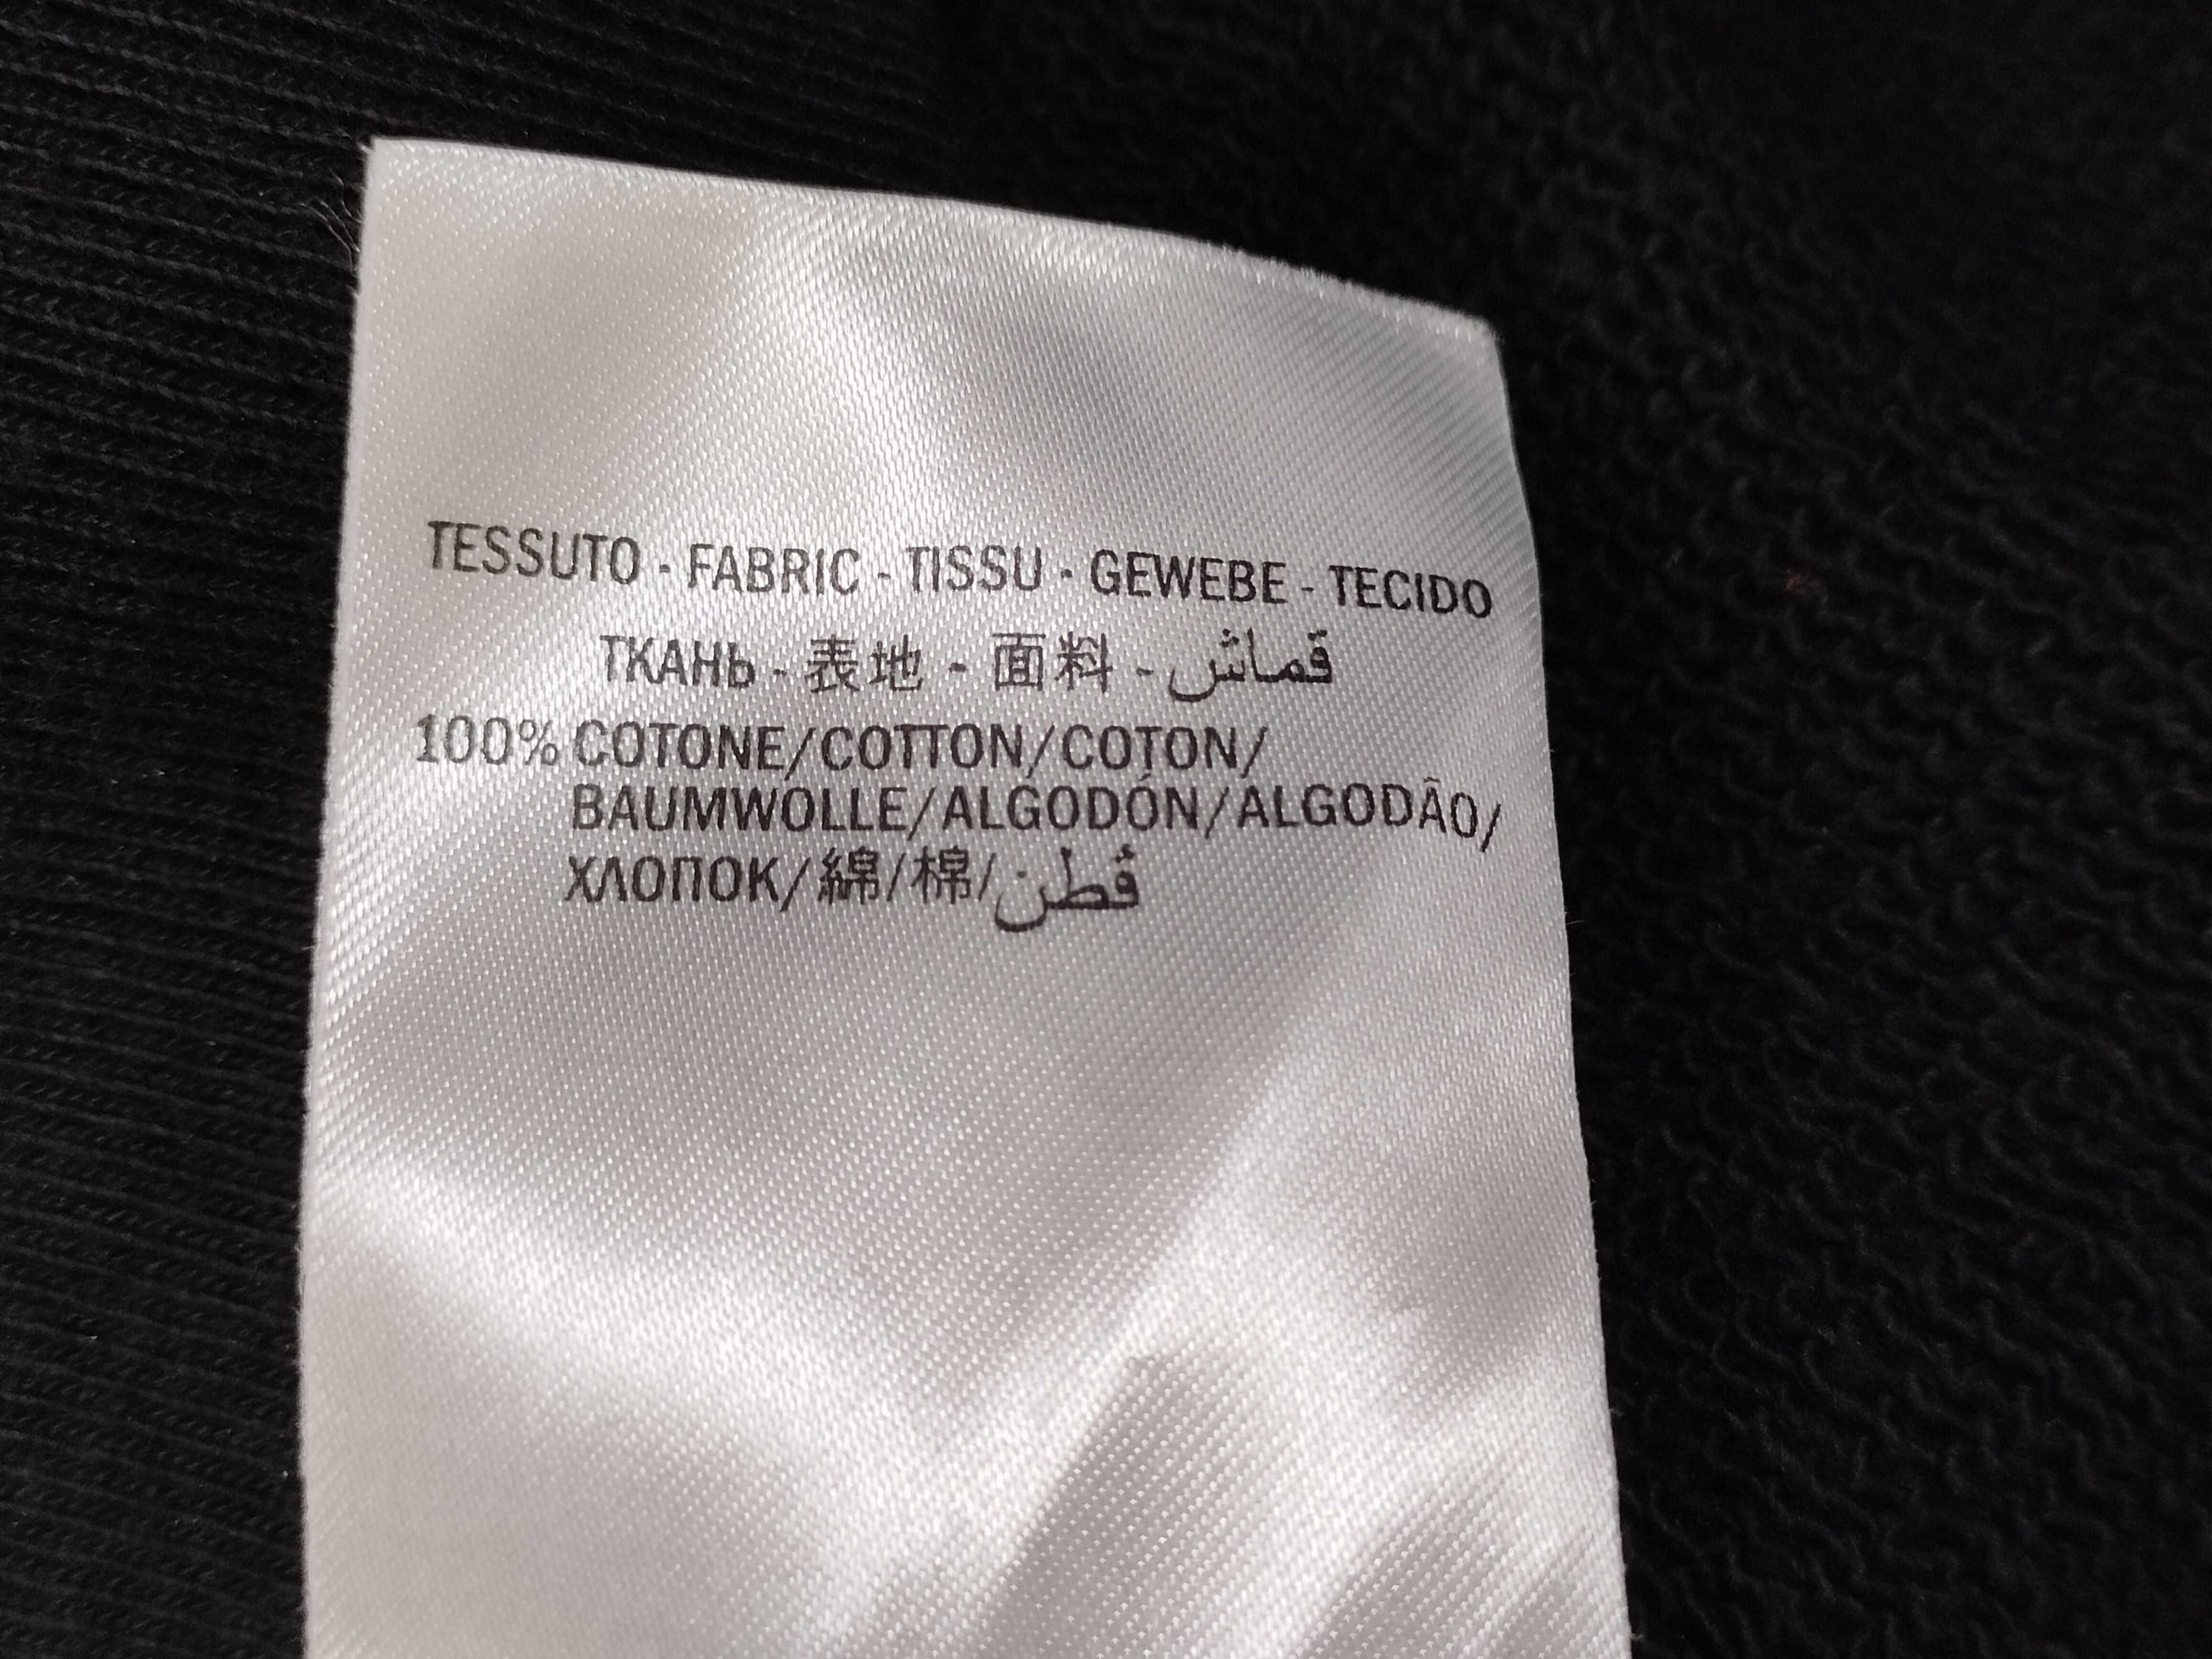 TESSUTO - FABRIC - TISSU - GEWEBE - TECIDO
ТКАНЬ - 表地 - 面料 - قماش
100% COTONE/COTTON/COTON/
BAUMWOLLE/ALGODÓN/ALGODÃO/
ХЛОПОК/綿/棉/قطن